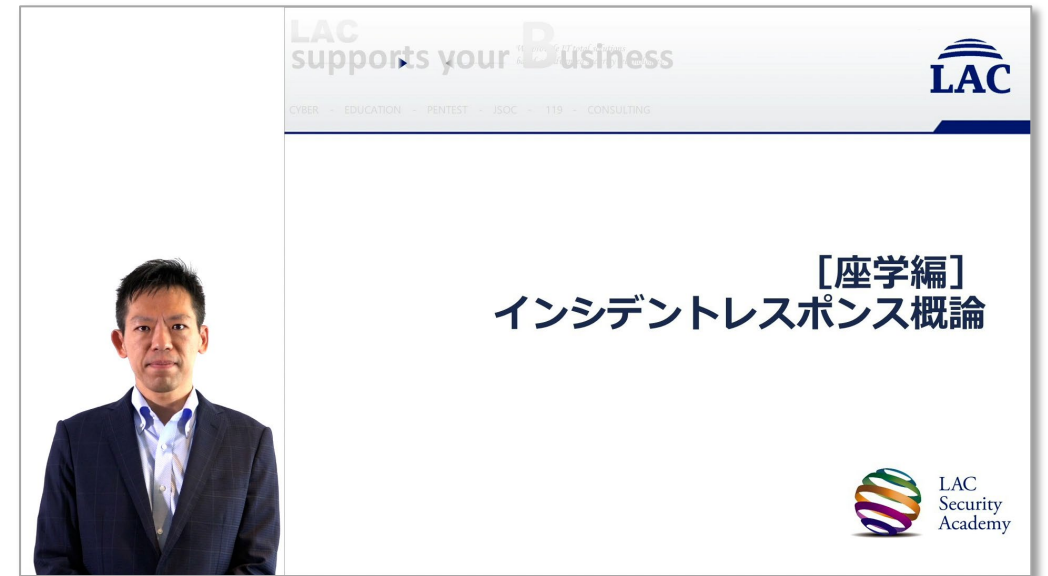 LAC
supports your Business
CYBER - EDUCATION - PENTEST - JSOC - 119 - CONSULTING
LAC
［座学編］
インシデントレスポンス概論
LAC
Security
Academy